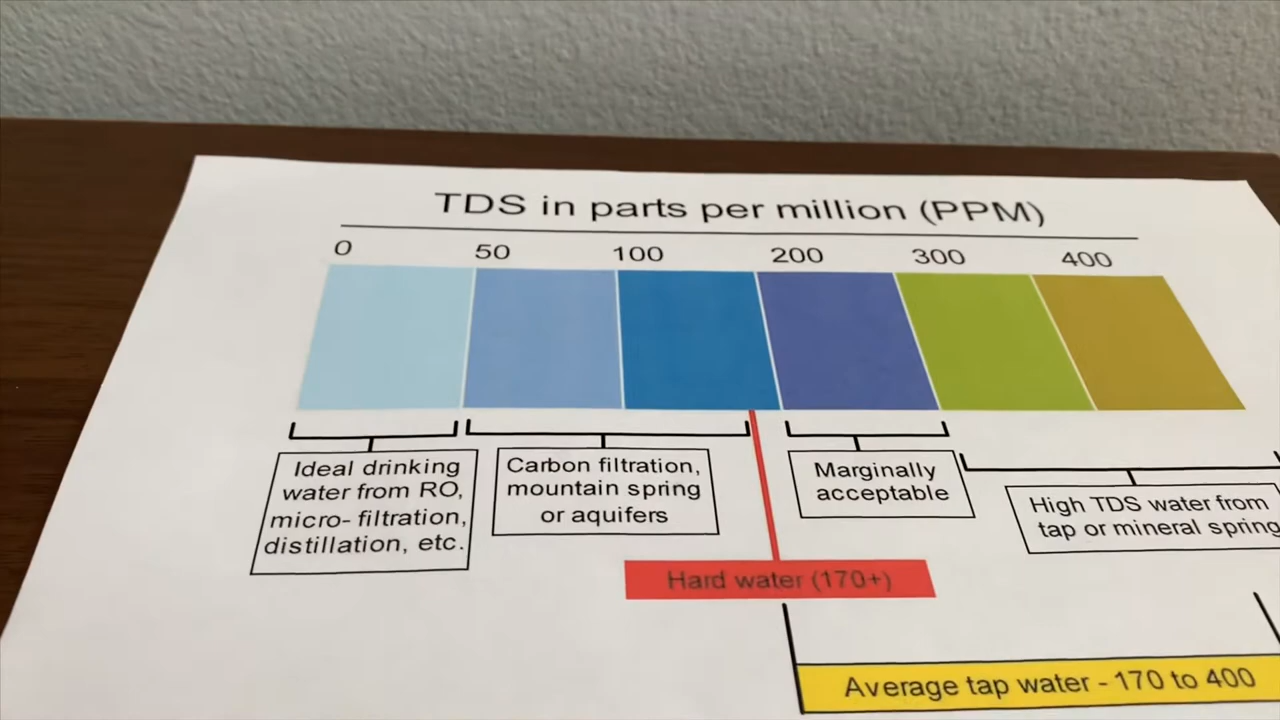 TDS in parts per million (PPM)
0 50 100 200 300 400
Ideal drinking
water from RO,
micro- filtration,
distillation, etc.
Carbon filtration,
mountain spring
or aquifers
Marginally
acceptable
High TDS water from
tap or mineral spring
Hard water (170+)
Average tap water - 170 to 400